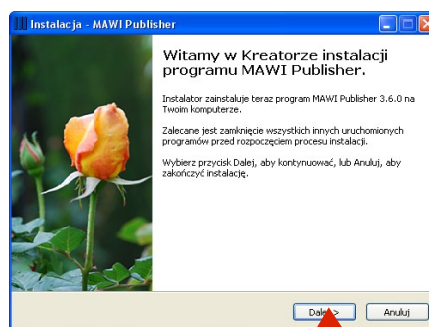 Instalacja - MAWI Publisher
Witamy w Kreatorze instalacji
programu MAWI Publisher.
Instalator zainstaluje teraz program MAWI Publisher 3.6.0 na
Twoim komputerze.
Zalecane jest zamknięcie wszystkich innych uruchomionych
programów przed rozpoczęciem procesu instalacji.
Wybierz przycisk Dalej, aby kontynuować, lub Anuluj, aby
zakończyć instalację.
Dalej >
Anuluj